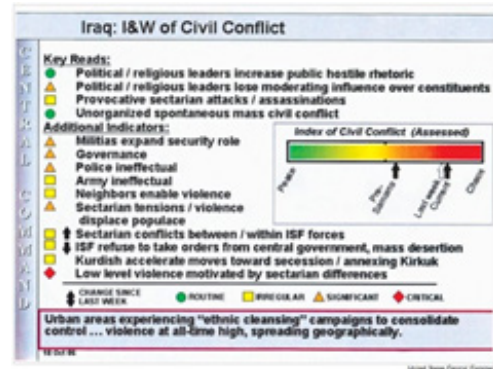 Iraq: I&W of Civil Conflict
CENTRAL COMMAND
Key Reads:
Political / religious leaders increase public hostile rhetoric
Political / religious leaders lose moderating influence over constituents
Provocative sectarian attacks / assassinations
Unorganized spontaneous mass civil conflict
Additional Indicators:
Militias expand security role
Governance
Police ineffectual
Army ineffectual
Neighbors enable violence
Sectarian tensions / violence
displace populace
Sectarian conflicts between / within ISF forces
ISF refuse to take orders from central government, mass desertion
Kurdish accelerate moves toward secession / annexing Kirkuk
Low level violence motivated by sectarian differences
Index of Civil Conflict (Assessed)
Peace
Pre-Samarra
Last week
Current
Chaos
CHANGE SINCE
LAST WEEK
ROUTINE
IRREGULAR
SIGNIFICANT
CRITICAL
Urban areas experiencing “ethnic cleansing” campaigns to consolidate
control ... violence at all-time high, spreading geographically.
18 Oct 06